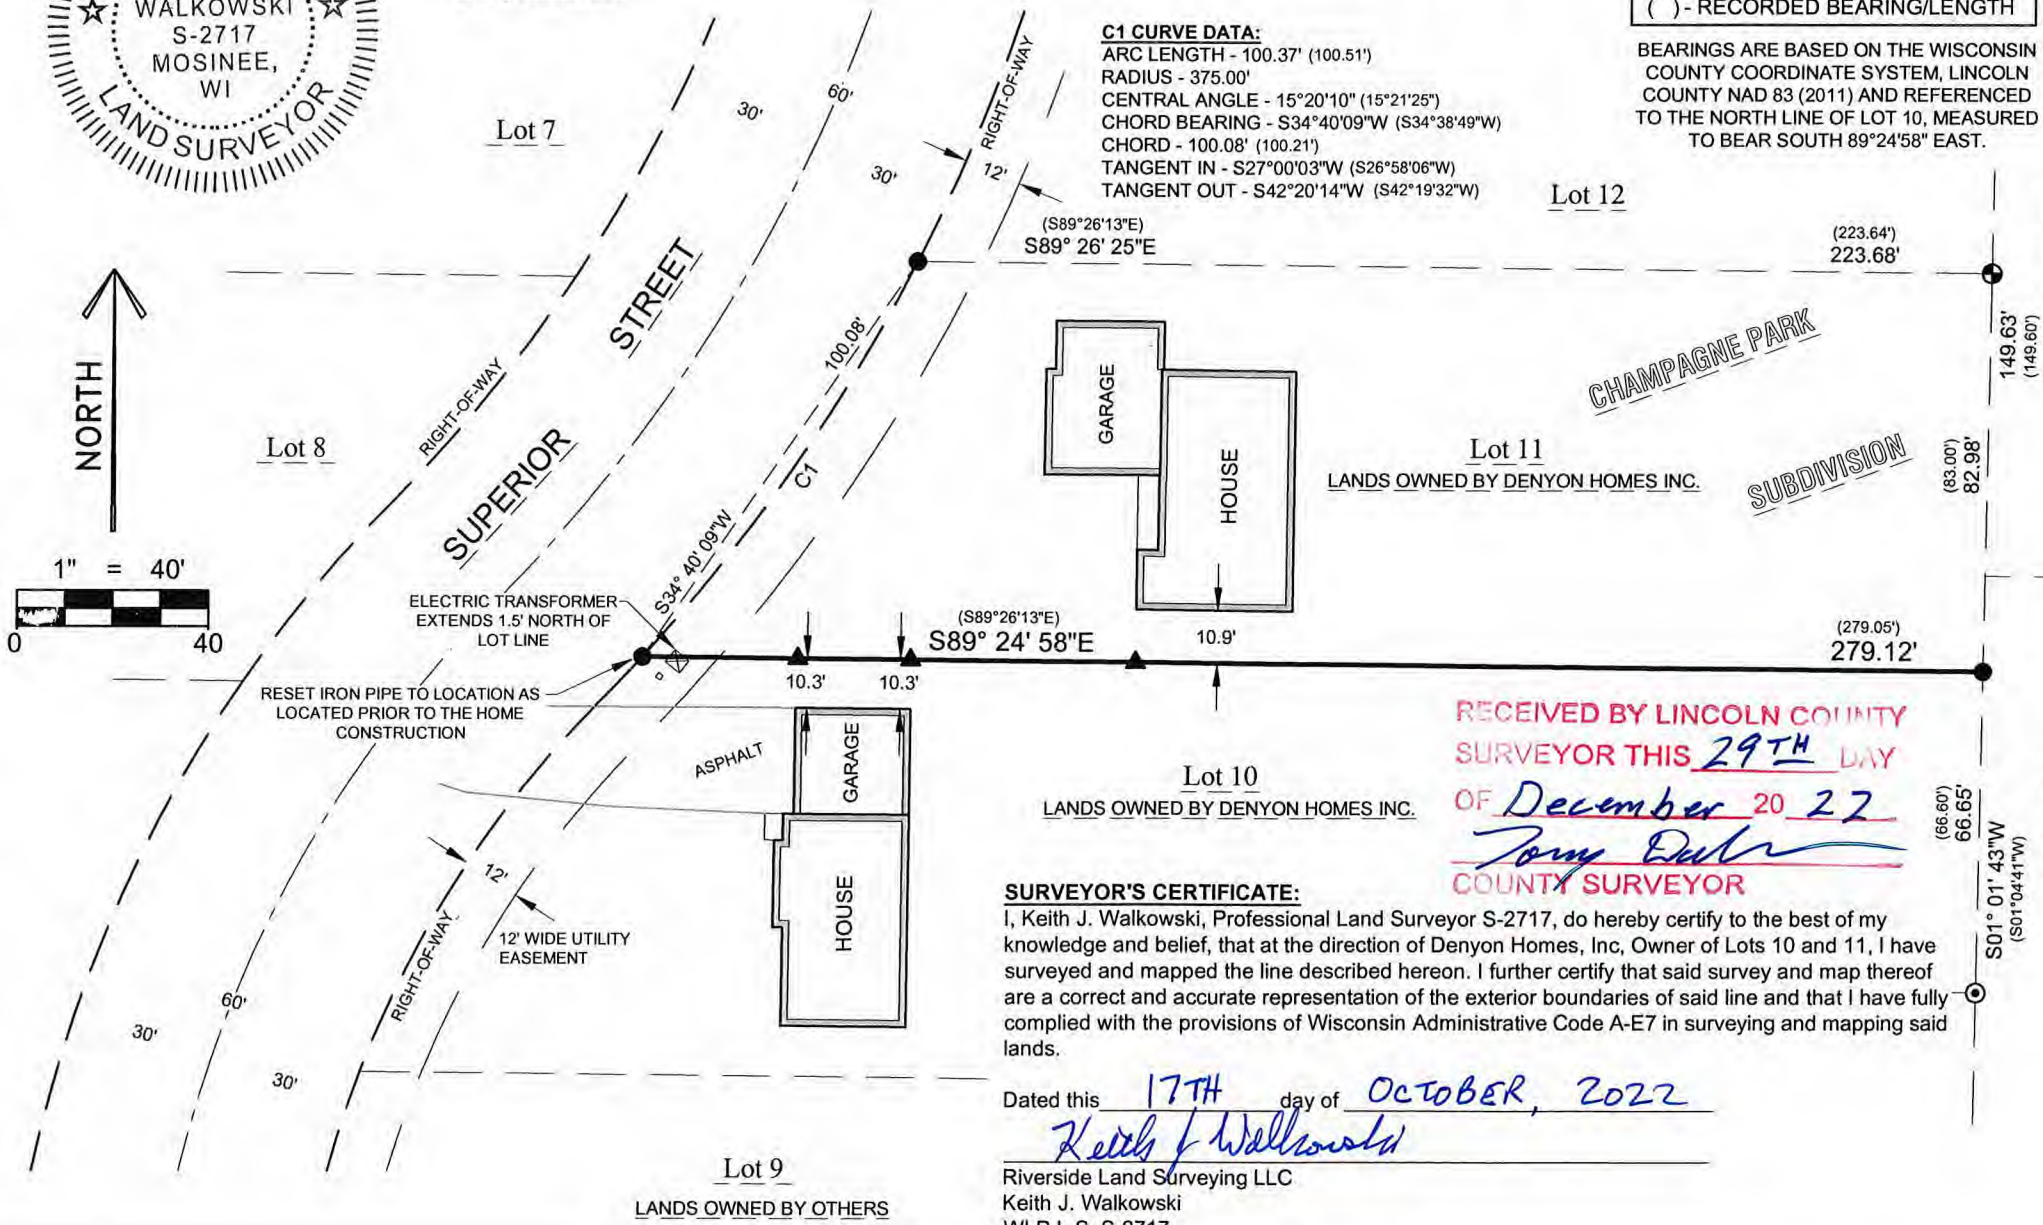 WALKOWSKI
S-2717
MOSINEE,
WI
LAND SURVEYOR
C1 CURVE DATA:
ARC LENGTH - 100.37' (100.51')
RADIUS - 375.00'
CENTRAL ANGLE - 15°20'10" (15°21'25")
CHORD BEARING - S34°40'09"W (S34°38'49"W)
CHORD - 100.08' (100.21')
TANGENT IN - S27°00'03"W (S26°58'06"W)
TANGENT OUT - S42°20'14"W (S42°19'32"W)
( ) - RECORDED BEARING/LENGTH
BEARINGS ARE BASED ON THE WISCONSIN
COUNTY COORDINATE SYSTEM, LINCOLN
COUNTY NAD 83 (2011) AND REFERENCED
TO THE NORTH LINE OF LOT 10, MEASURED
TO BEAR SOUTH 89°24'58" EAST.
Lot 7
30'
60'
30'
RIGHT-OF-WAY
12'
Lot 12
(S89°26'13"E)
S89° 26' 25"E
(223.64')
223.68'
NORTH
STREET
SUPERIOR
RIGHT-OF-WAY
Lot 8
100.08'
C1
S34° 40' 09"W
GARAGE
HOUSE
CHAMPAGNE PARK
SUBDIVISION
149.63'
(149.60')
Lot 11
LANDS OWNED BY DENYON HOMES INC.
(83.00')
82.98'
1" = 40'
0 40
ELECTRIC TRANSFORMER
EXTENDS 1.5' NORTH OF
LOT LINE
(S89°26'13"E)
S89° 24' 58"E
10.9'
(279.05')
279.12'
RESET IRON PIPE TO LOCATION AS
LOCATED PRIOR TO THE HOME
CONSTRUCTION
10.3' 10.3'
ASPHALT
GARAGE
HOUSE
Lot 10
LANDS OWNED BY DENYON HOMES INC.
RECEIVED BY LINCOLN COUNTY
SURVEYOR THIS 29TH DAY
OF December 20 22
COUNTY SURVEYOR
(66.60')
66.65'
S01° 01' 43"W
(S01°04'41"W)
12'
12' WIDE UTILITY
EASEMENT
RIGHT-OF-WAY
60'
30'
30'
SURVEYOR'S CERTIFICATE:
I, Keith J. Walkowski, Professional Land Surveyor S-2717, do hereby certify to the best of my
knowledge and belief, that at the direction of Denyon Homes, Inc, Owner of Lots 10 and 11, I have
surveyed and mapped the line described hereon. I further certify that said survey and map thereof
are a correct and accurate representation of the exterior boundaries of said line and that I have fully
complied with the provisions of Wisconsin Administrative Code A-E7 in surveying and mapping said
lands.
Dated this 17TH day of OCTOBER, 2022
Keith J Walkowski
Riverside Land Surveying LLC
Keith J. Walkowski
Lot 9
LANDS OWNED BY OTHERS